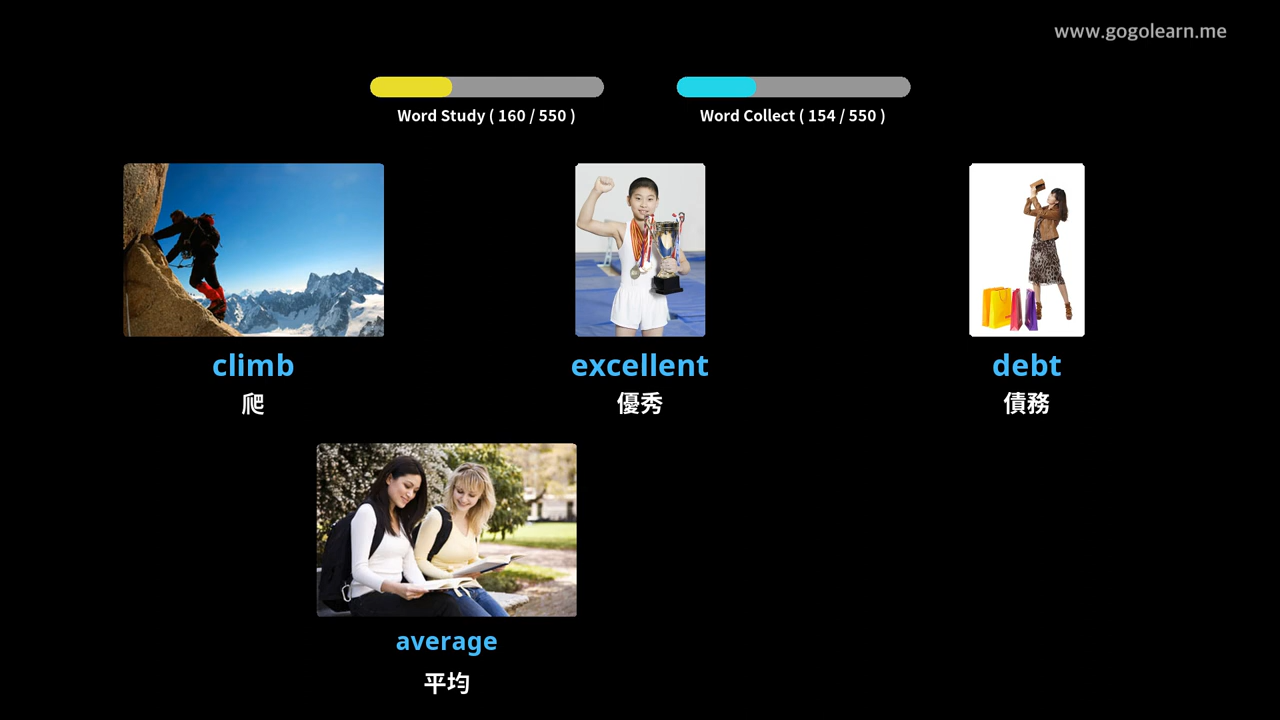 www.gogolearn.me
Word Study ( 160 / 550 )
Word Collect ( 154 / 550 )
climb
爬
excellent
優秀
debt
債務
average
平均